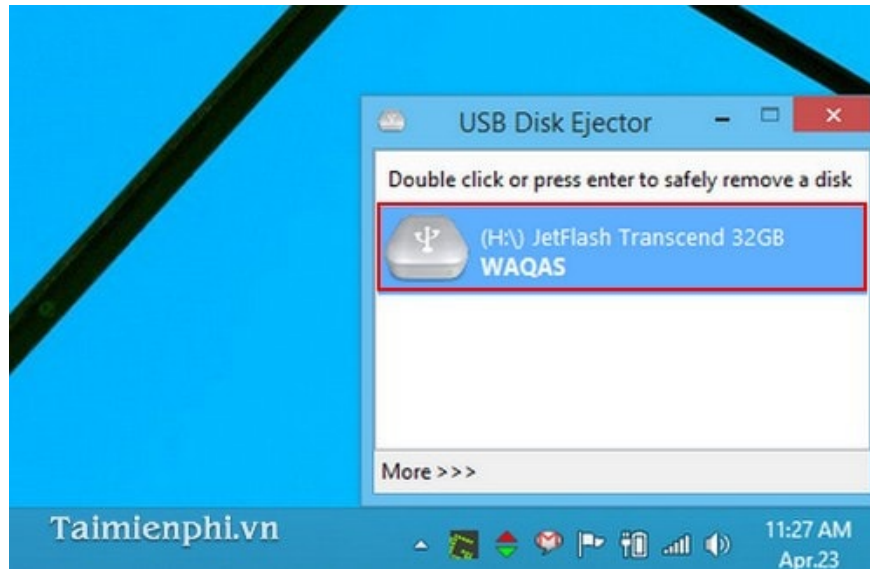 USB Disk Ejector
Double click or press enter to safely remove a disk
(H:\) JetFlash Transcend 32GB
WAQAS
More >>>
Taimienphi.vn
11:27 AM
Apr.23